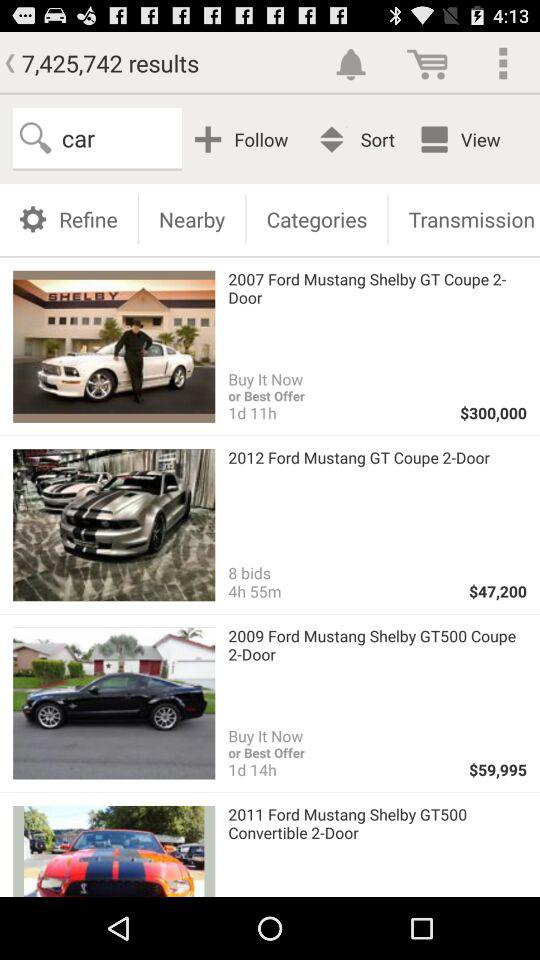 4:13
7,425,742 results
car
Follow
Sort
View
Refine
Nearby
Categories
Transmission
SHELBY
2007 Ford Mustang Shelby GT Coupe 2-
Door
Buy It Now
or Best Offer
1d 11h
$300,000
2012 Ford Mustang GT Coupe 2-Door
8 bids
4h 55m
$47,200
2009 Ford Mustang Shelby GT500 Coupe
2-Door
Buy It Now
or Best Offer
1d 14h
$59,995
2011 Ford Mustang Shelby GT500
Convertible 2-Door